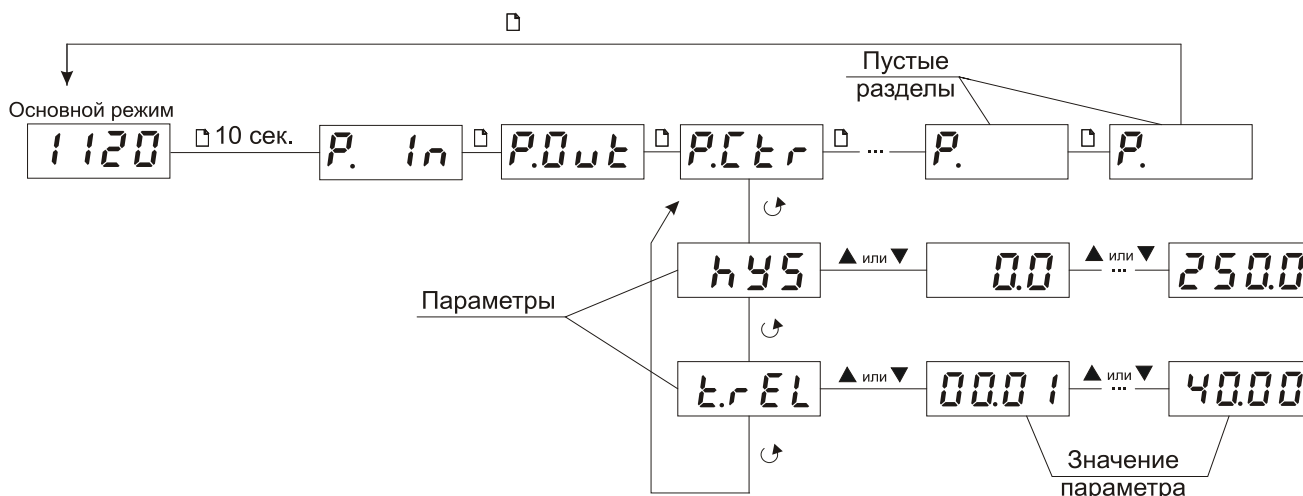 Пустые
разделы
Основной режим
1120
10 сек.
P. In
P.Out
P.Ctr
...
P.
P.
hYS
или
0.0
или
...
250.0
Параметры
t.rEL
или
00.01
или
...
40.00
Значение
параметра